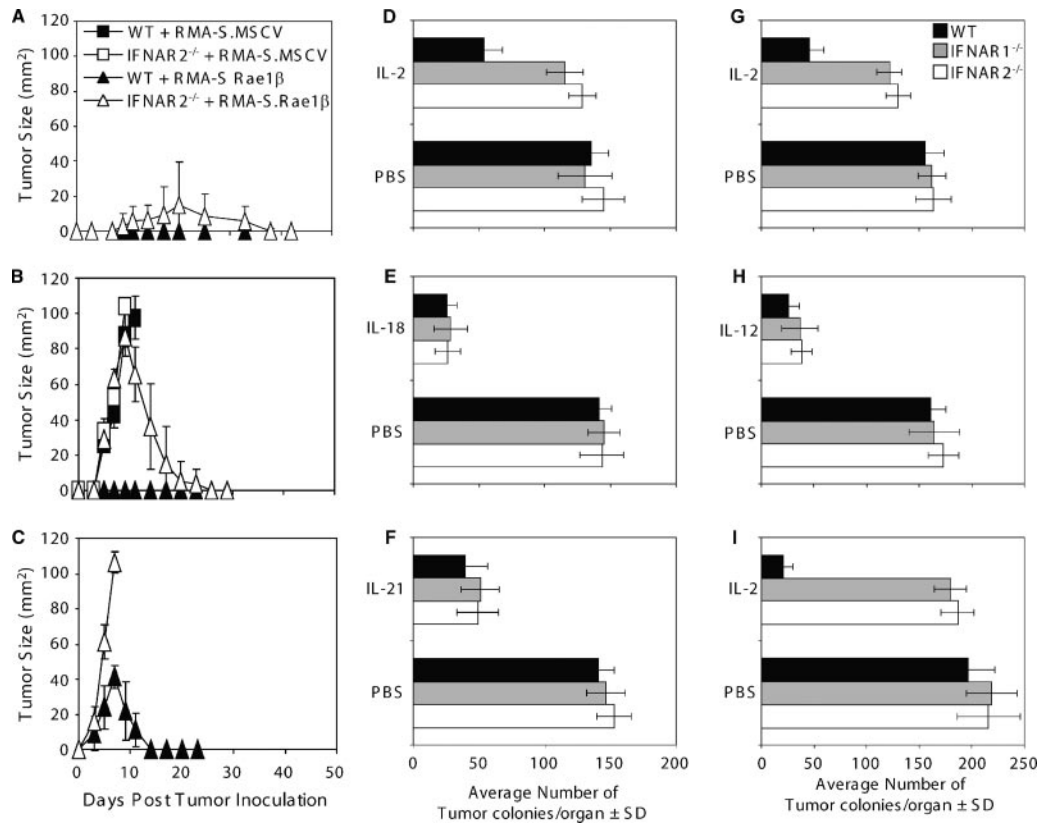 A
120
100
80
60
40
20
0
Tumor Size (mm²)
WT + RMA-S.MSCV
IFNAR2-/- + RMA-S.MSCV
WT + RMA-S Rae1β
IFNAR2-/- + RMA-S.Rae1β
B
120
100
80
60
40
20
0
Tumor Size (mm²)
C
120
100
80
60
40
20
0
Tumor Size (mm²)
0 10 20 30 40 50
Days Post Tumor Inoculation
D
IL-2
PBS
E
IL-18
PBS
F
IL-21
PBS
0 50 100 150 200
Average Number of
Tumor colonies/organ ± SD
G
WT
IFNAR1-/-
IFNAR2-/-
IL-2
PBS
H
IL-12
PBS
I
IL-2
PBS
0 50 100 150 200 250
Average Number of
Tumor colonies/organ ± SD